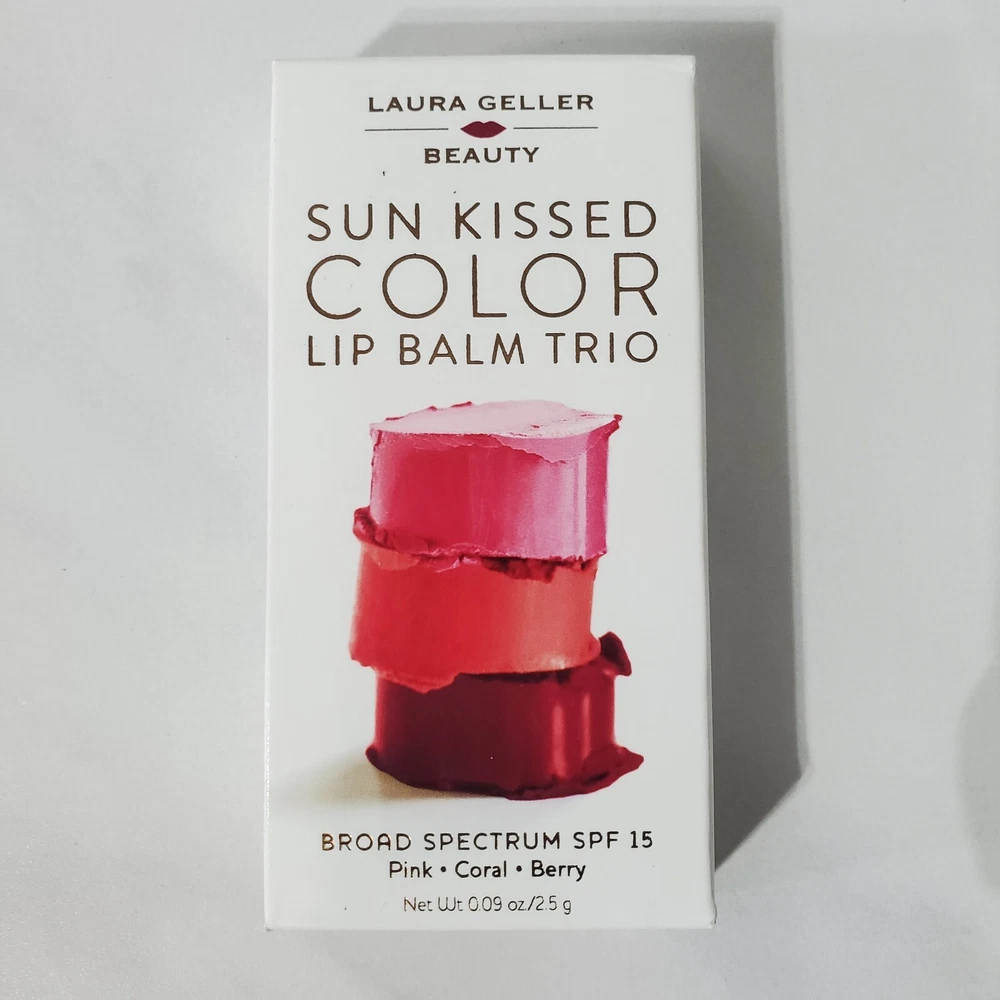 LAURA GELLER
BEAUTY
SUN KISSED
COLOR
LIP BALM TRIO
BROAD SPECTRUM SPF 15
Pink • Coral • Berry
Net Wt 0.09 oz/2.5 g